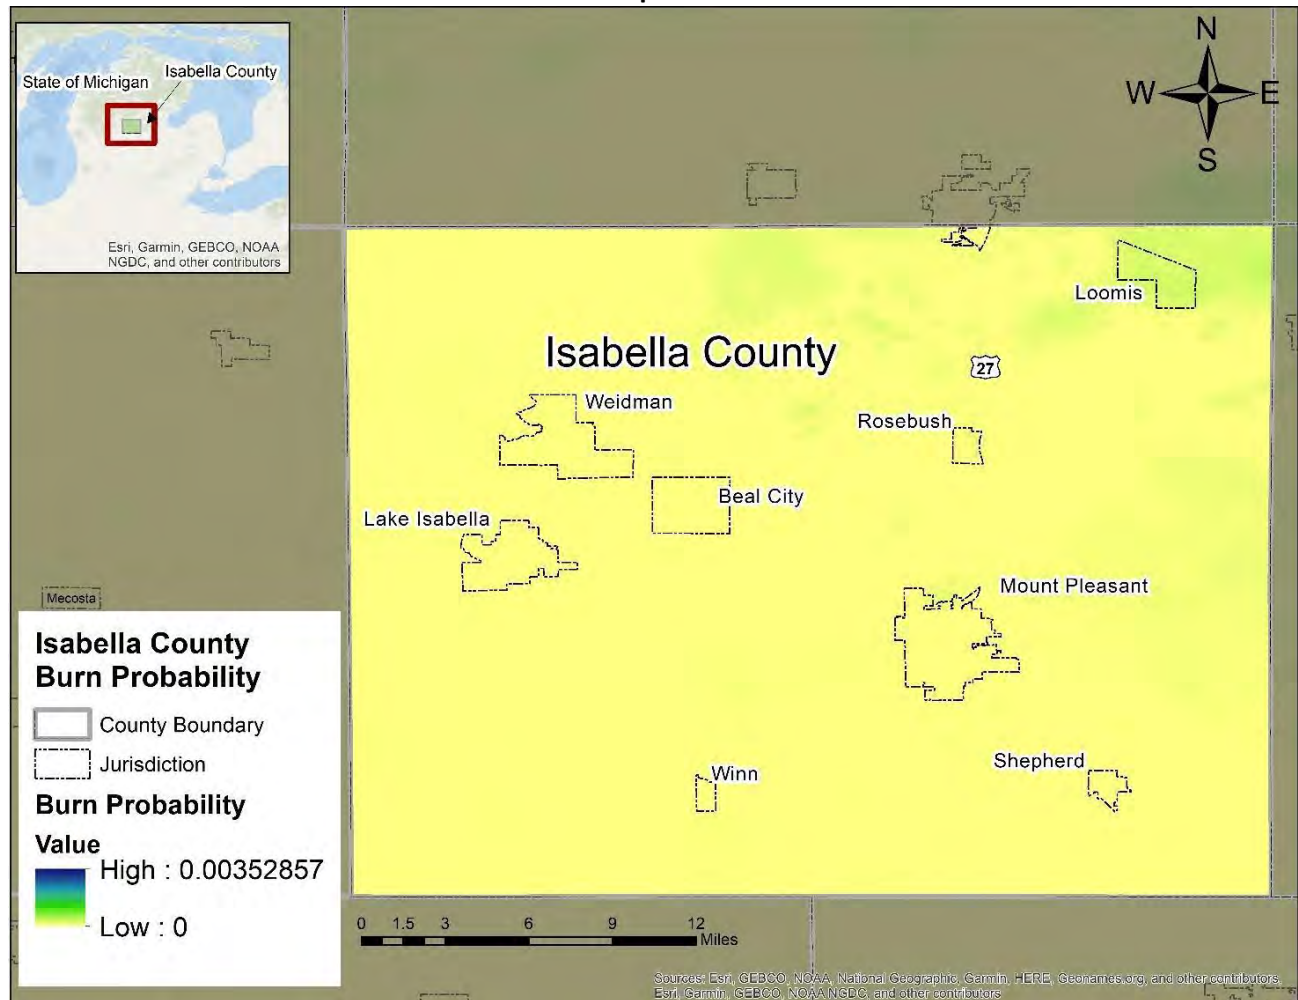 N
W E
S
State of Michigan
Isabella County
Esri, Garmin, GEBCO, NOAA
NGDC, and other contributors
Loomis
Isabella County
27
Weidman
Rosebush
Beal City
Lake Isabella
Mount Pleasant
Mecosta
Winn
Shepherd
Isabella County
Burn Probability
County Boundary
Jurisdiction
Burn Probability
Value
High : 0.00352857
Low : 0
0 1.5 3 6 9 12
Miles
Sources: Esri, GEBCO, NOAA, National Geographic, Garmin, HERE, Geonames.org, and other contributors
Esri, Garmin, GEBCO, NOAA NGDC, and other contributors